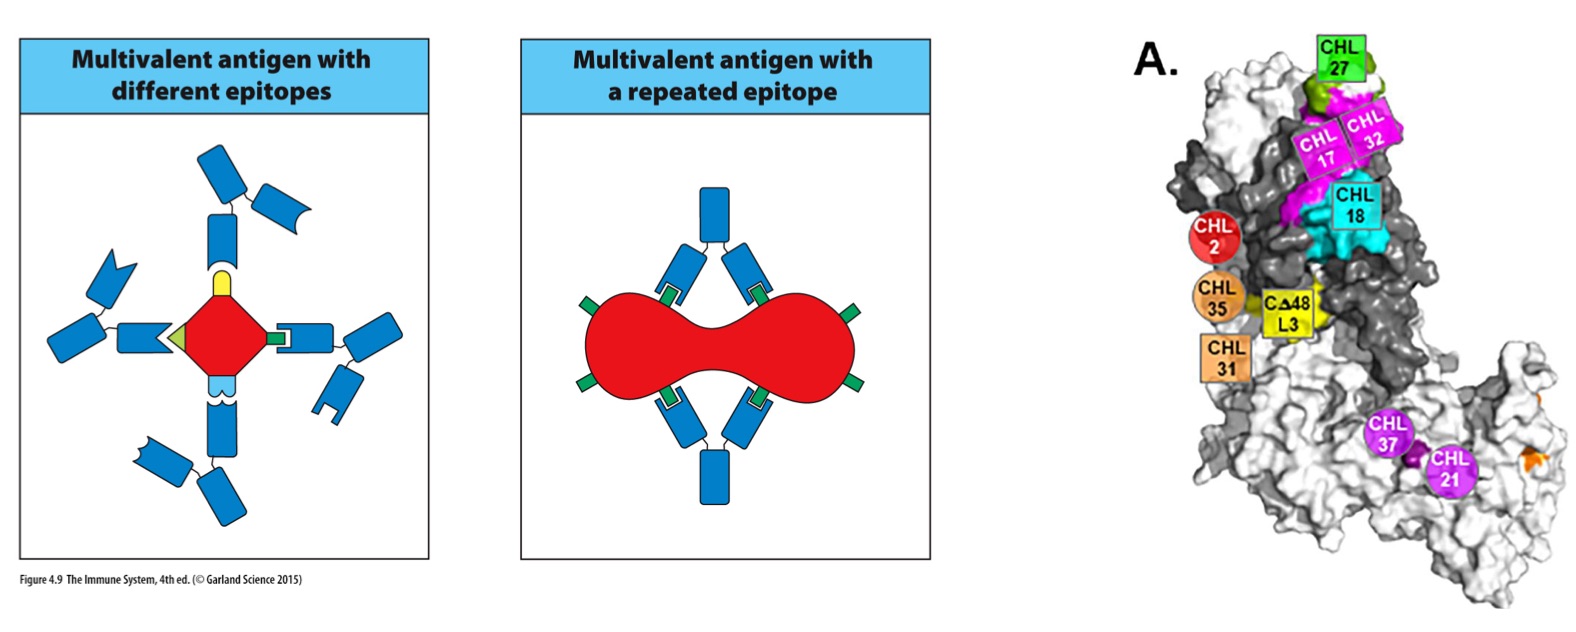 Multivalent antigen with
different epitopes
Figure 4.9 The Immune System, 4th ed. (© Garland Science 2015)
Multivalent antigen with
a repeated epitope
A.
CHL
27
CHL
32
CHL
17
CHL
18
CHL
2
CHL
35
CΔ48
L3
CHL
31
CHL
37
CHL
21